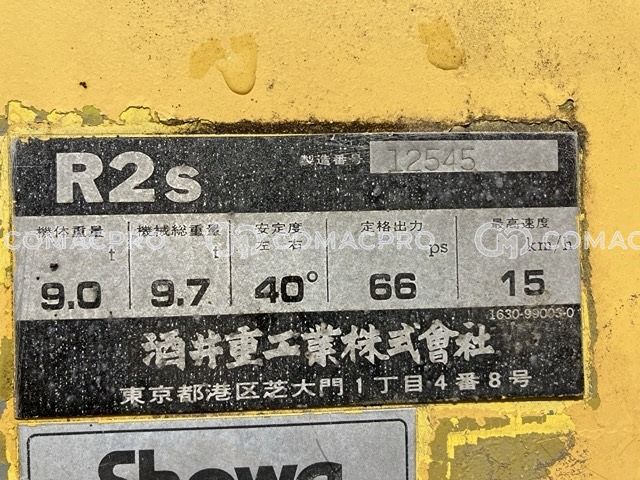 R2s 製造番号 12545
機体重量 機械総重量 安定度 定格出力 最高速度
t t 左 右 ps km/h
9.0 9.7 40° 66 15
1630-99003-0
酒井重工業株式會社
東京都港区芝大門1丁目4番8号
Showa
COMACPRO COMACPRO COMAC